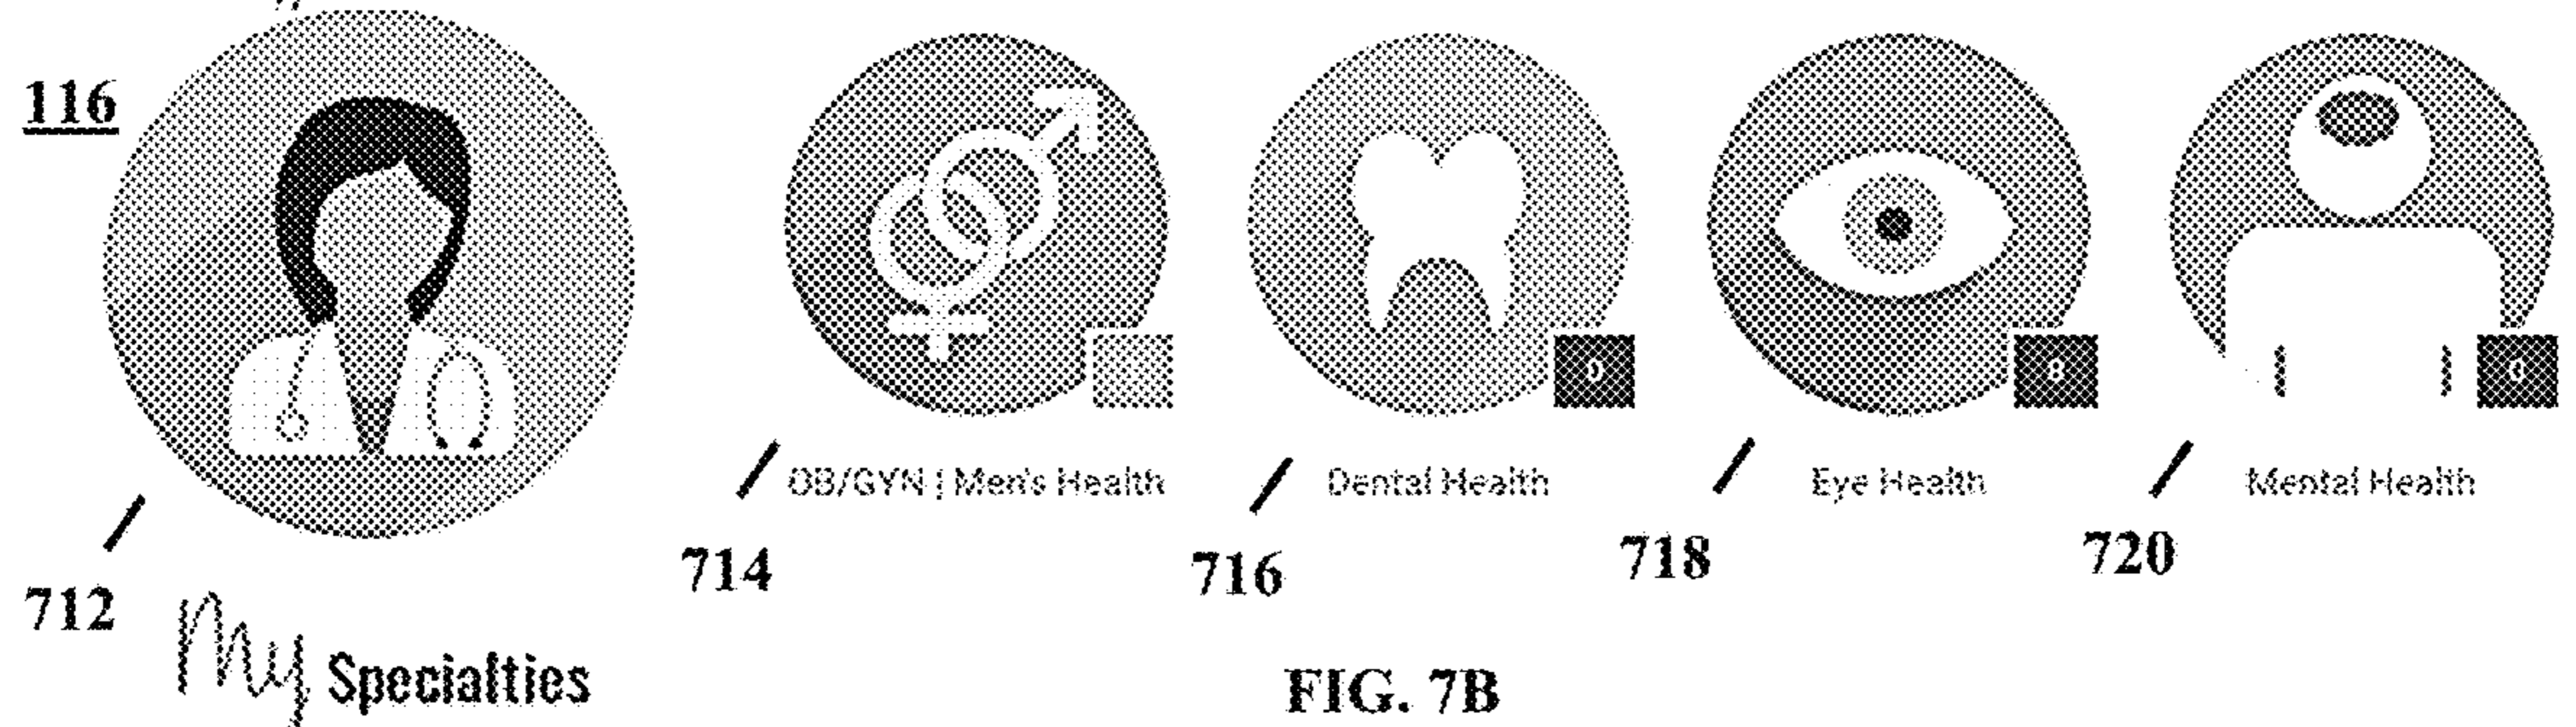 116
OB/GYN | Men's Health
Dental Health
Eye Health
Mental Health
712
714
716
718
720
My Specialties
FIG. 7B